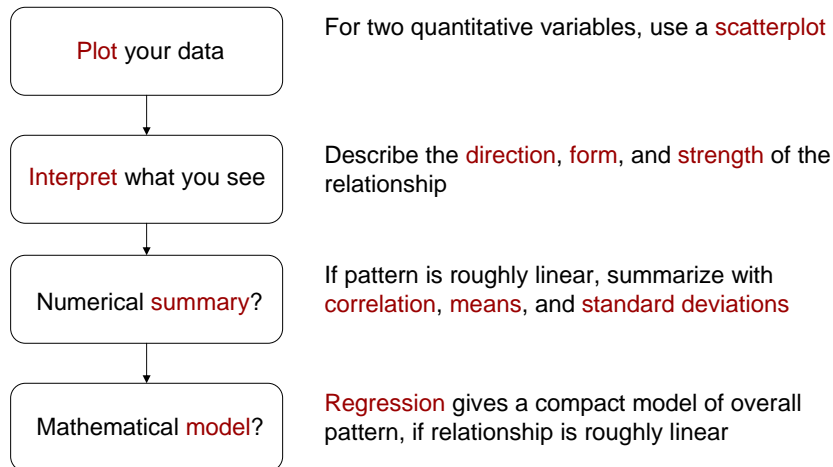 Plot your data
For two quantitative variables, use a scatterplot
Interpret what you see
Describe the direction, form, and strength of the
relationship
Numerical summary?
If pattern is roughly linear, summarize with
correlation, means, and standard deviations
Mathematical model?
Regression gives a compact model of overall
pattern, if relationship is roughly linear